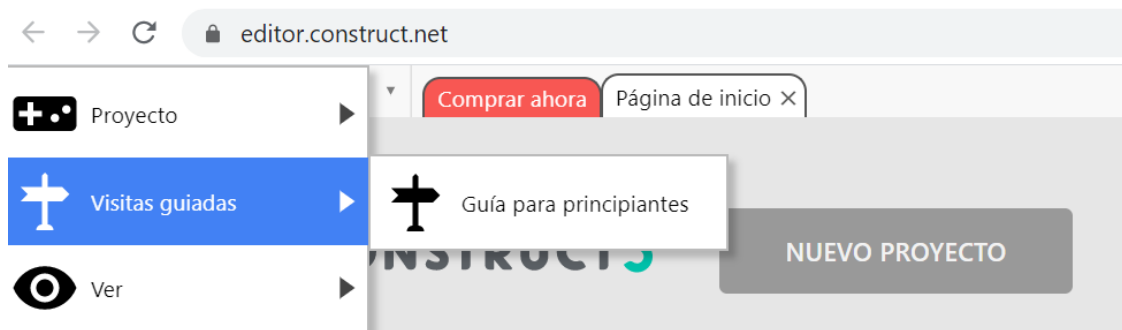 editor.construct.net
Comprar ahora
Página de inicio
Proyecto
Visitas guiadas
Guía para principiantes
NUEVO PROYECTO
Ver